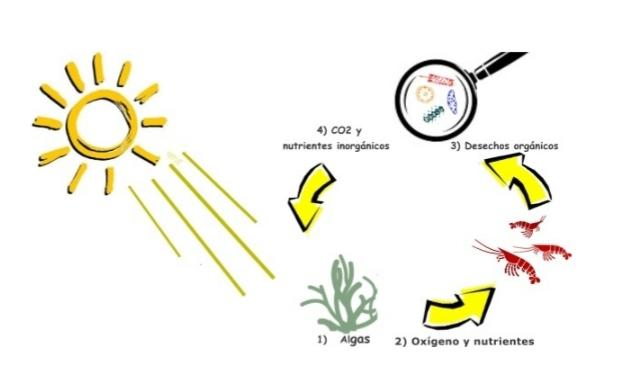 4) CO2 y
nutrientes inorgánicos
3) Desechos orgánicos
1) Algas
2) Oxígeno y nutrientes